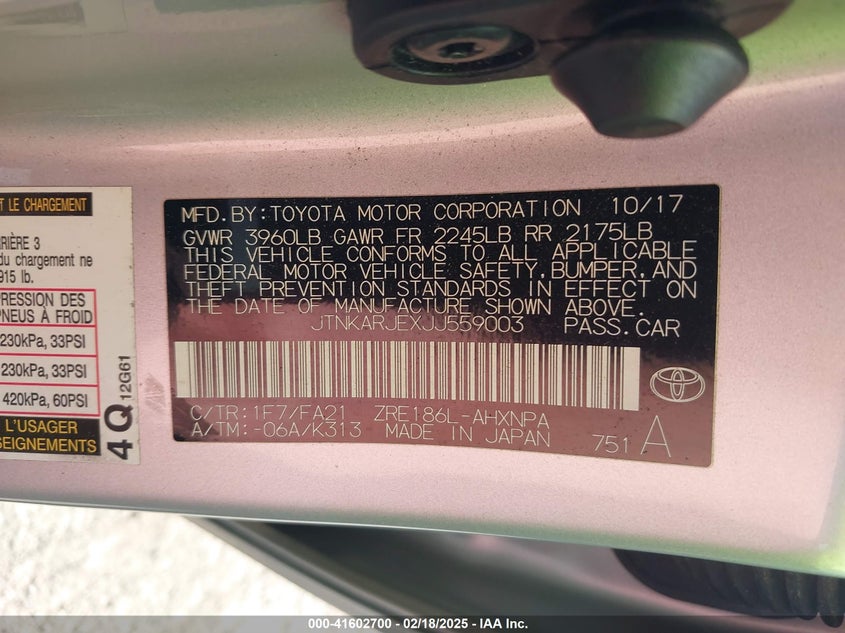 T LE CHARGEMENT
RIÈRE 3
du chargement ne
915 lb.
PRESSION DES
PNEUS À FROID
230kPa, 33PSI
230kPa, 33PSI
420kPa, 60PSI
L'USAGER
SEIGNEMENTS
4Q 12G61
MFD.BY:TOYOTA MOTOR CORPORATION 10/17
GVWR 3960LB GAWR FR 2245LB RR 2175LB
THIS VEHICLE CONFORMS TO ALL APPLICABLE
FEDERAL MOTOR VEHICLE SAFETY,BUMPER,AND
THEFT PREVENTION STANDARDS IN EFFECT ON
THE DATE OF MANUFACTURE SHOWN ABOVE.
JTNKARJEXJJ559003 PASS.CAR
C/TR:1F7/FA21 ZRE186L-AHXNPA
A/TM:-06A/K313 MADE IN JAPAN 751 A
000-41602700 - 02/18/2025 - IAA Inc.